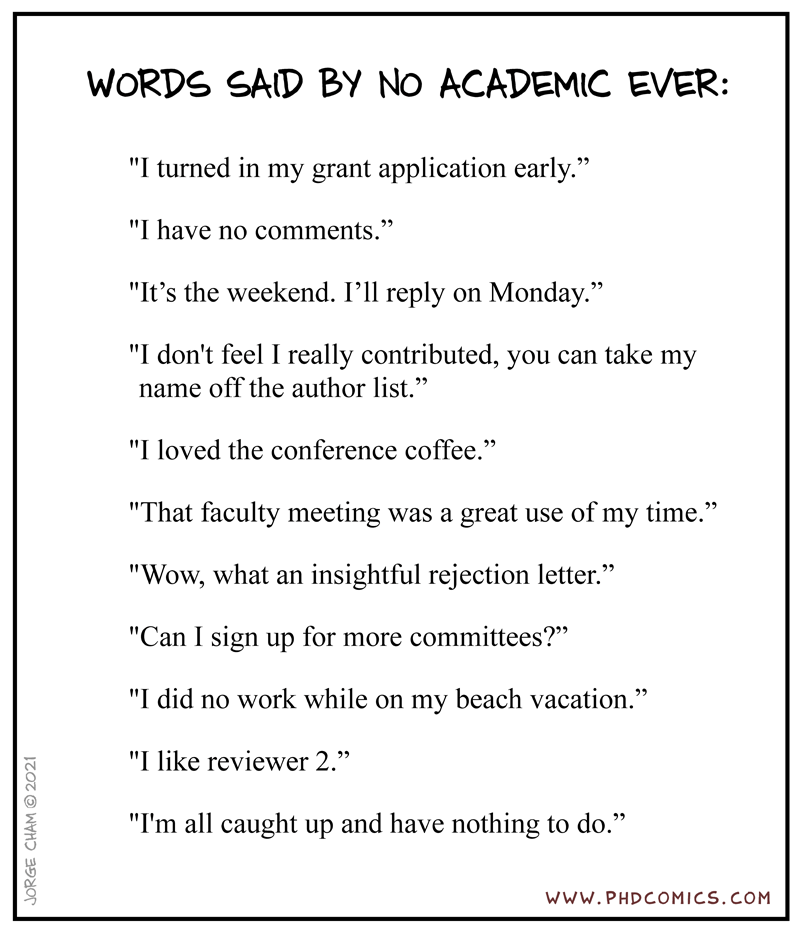 WORDS SAID BY NO ACADEMIC EVER:
"I turned in my grant application early.”
"I have no comments.”
"It’s the weekend. I’ll reply on Monday.”
"I don't feel I really contributed, you can take my
name off the author list.”
"I loved the conference coffee.”
"That faculty meeting was a great use of my time.”
"Wow, what an insightful rejection letter.”
"Can I sign up for more committees?”
"I did no work while on my beach vacation.”
"I like reviewer 2.”
"I'm all caught up and have nothing to do.”
JORGE CHAM © 2021
WWW.PHDCOMICS.COM